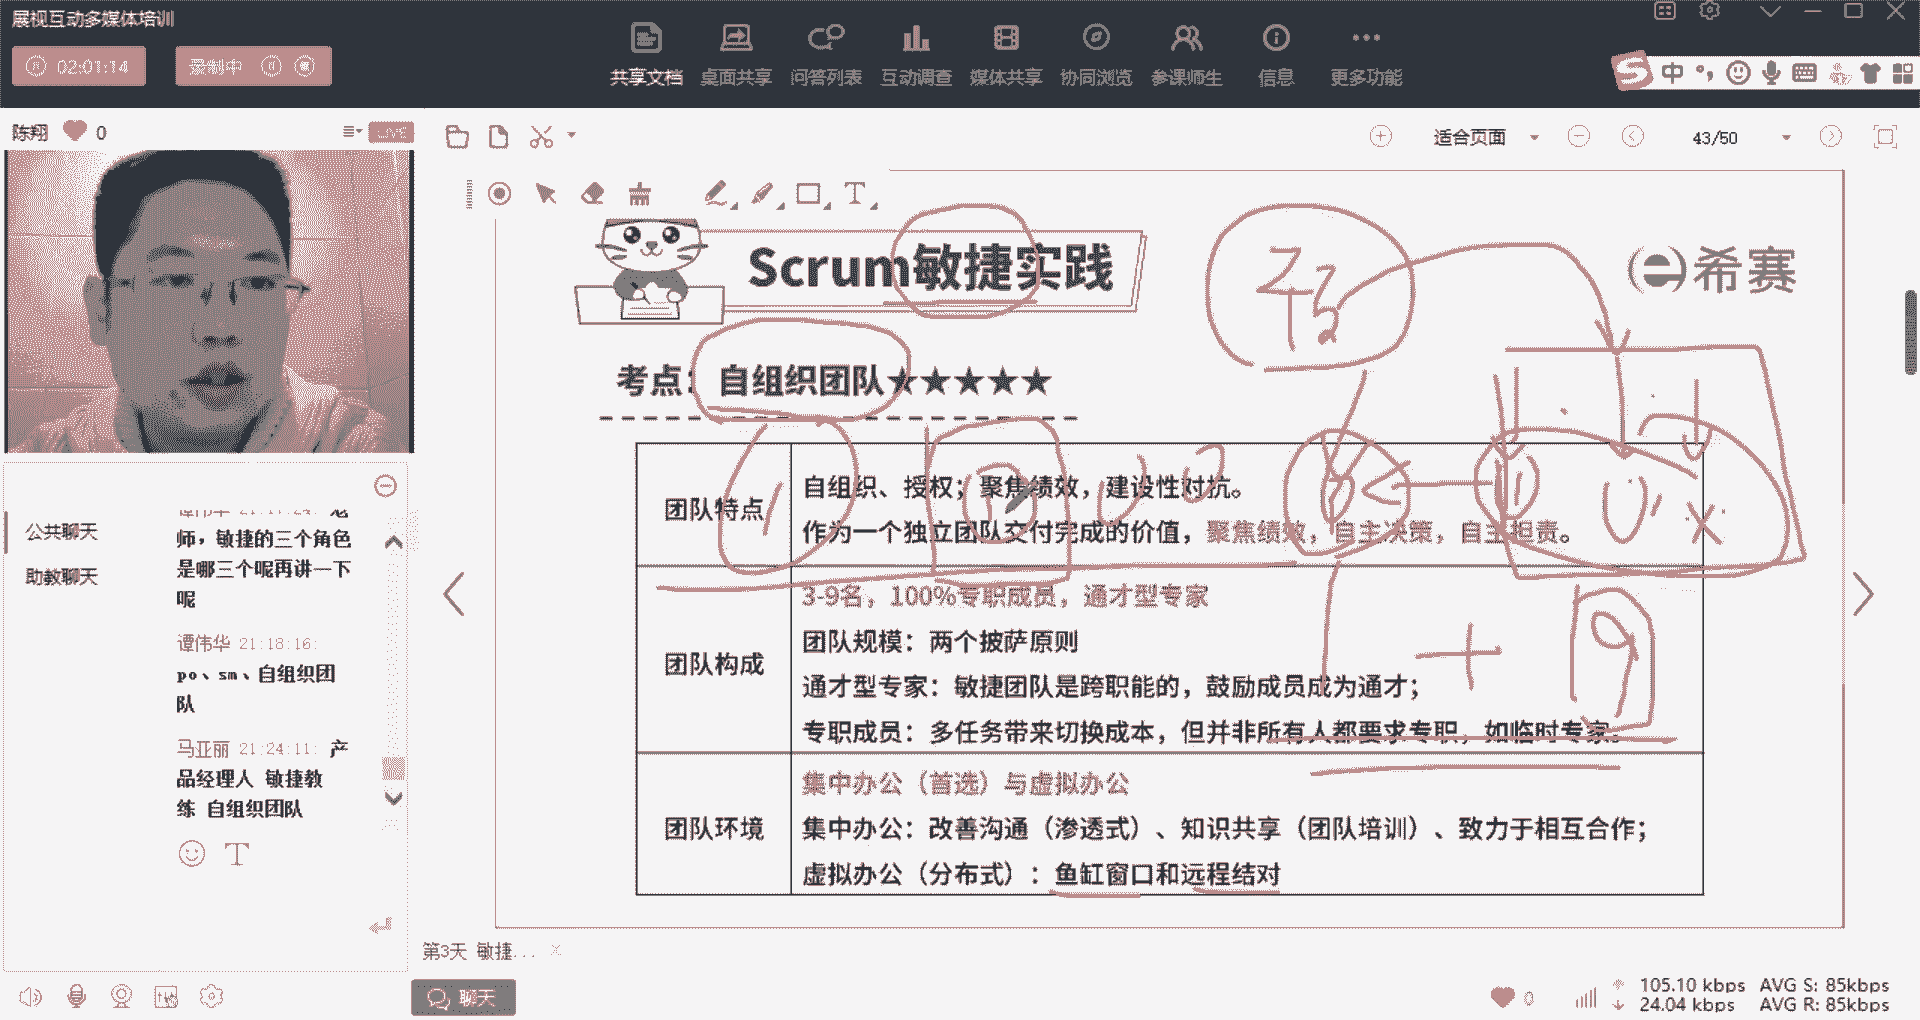 展视互动多媒体培训
02:01:14
录制中
共享文档 桌面共享 问答列表 互动调查 媒体共享 协同浏览 参课师生 信息 更多功能
中
陈翔 0
LIVE
适合页面
43/50
T
Scrum敏捷实践
希赛
考点：自组织团队★★★★★
团队特点
自组织、授权；聚焦绩效，建设性对抗。
作为一个独立团队交付完成的价值，聚焦绩效，自主决策，自主担责。
团队构成
3-9名，100%专职成员，通才型专家
团队规模：两个披萨原则
通才型专家：敏捷团队是跨职能的，鼓励成员成为通才；
专职成员：多任务带来切换成本，但并非所有人都要求专职，如临时专家。
团队环境
集中办公（首选）与虚拟办公
集中办公：改善沟通（渗透式）、知识共享（团队培训）、致力于相互合作；
虚拟办公（分布式）：鱼缸窗口和远程结对
+ 9
公共聊天
助教聊天
师，敏捷的三个角色
是哪三个呢再讲一下
呢
谭伟华 21:18:16:
po、sm、自组织团
队
马亚丽 21:24:11: 产
品经理人 敏捷教
练 自组织团队
T
第3天 敏捷...
聊天
0
105.10 kbps AVG S: 85kbps
24.04 kbps AVG R: 85kbps